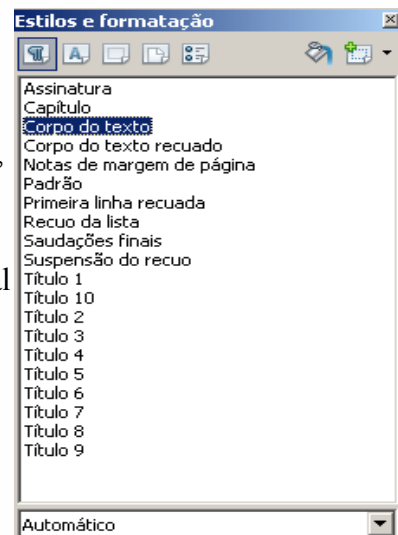 Estilos e formatação
Assinatura
Capítulo
Corpo do texto
Corpo do texto recuado
Notas de margem de página
Padrão
Primeira linha recuada
Recuo da lista
Saudações finais
Suspensão do recuo
Título 1
Título 10
Título 2
Título 3
Título 4
Título 5
Título 6
Título 7
Título 8
Título 9
Automático